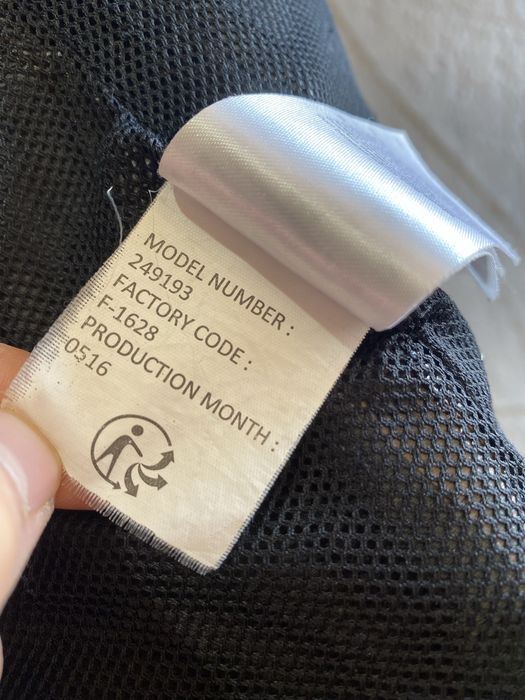 MODEL NUMBER :
249193
FACTORY CODE :
F-1628
PRODUCTION MONTH :
0516